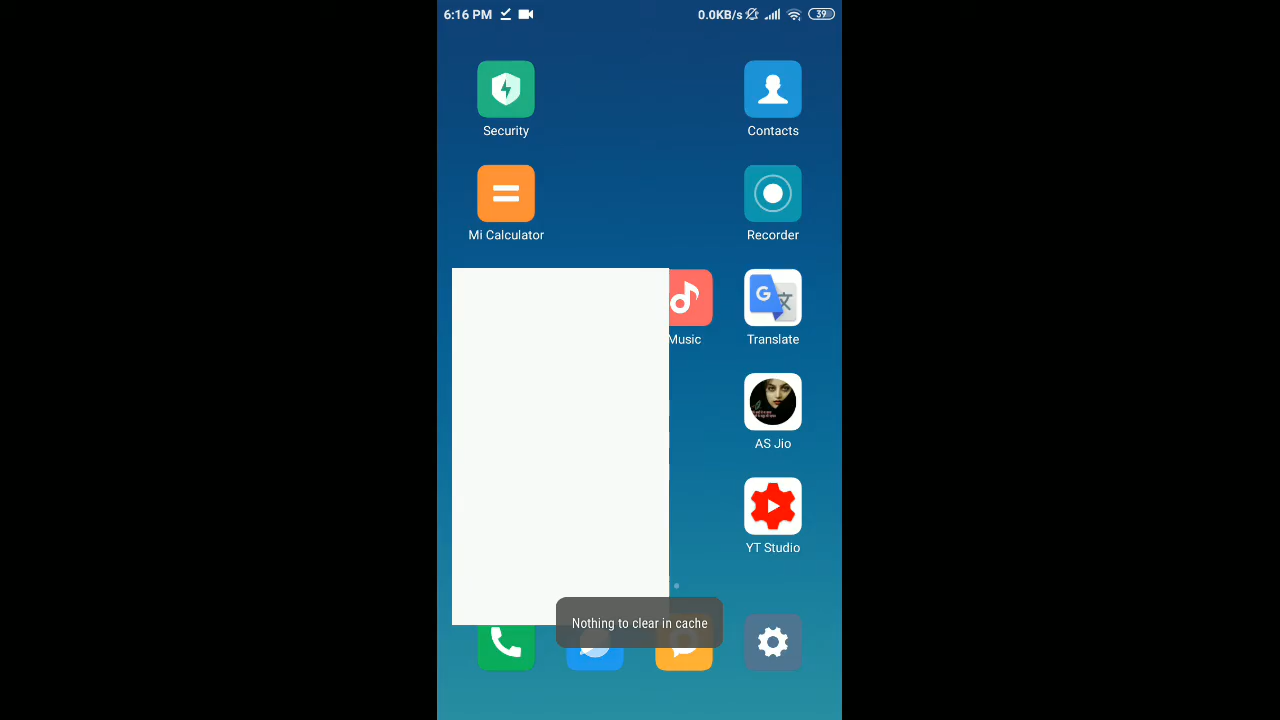 6:16 PM
0.0KB/s
39
Security
Contacts
Mi Calculator
Recorder
Music
Translate
AS Jio
YT Studio
Nothing to clear in cache